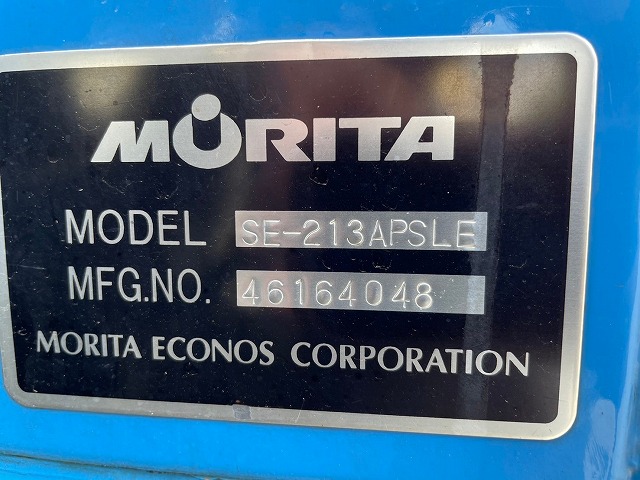 MORITA
MODEL SE-213APSLE
MFG.NO. 46164048
MORITA ECONOS CORPORATION